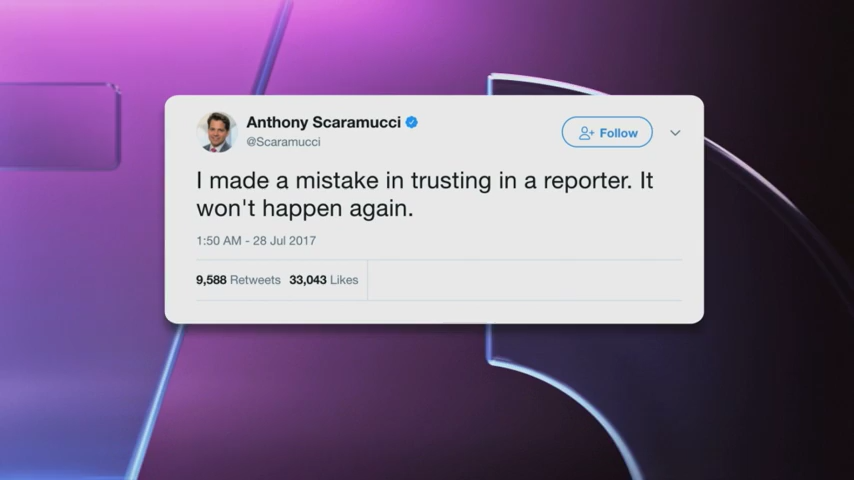 Anthony Scaramucci
@Scaramucci
Follow
I made a mistake in trusting in a reporter. It
won't happen again.
1:50 AM - 28 Jul 2017
9,588 Retweets 33,043 Likes